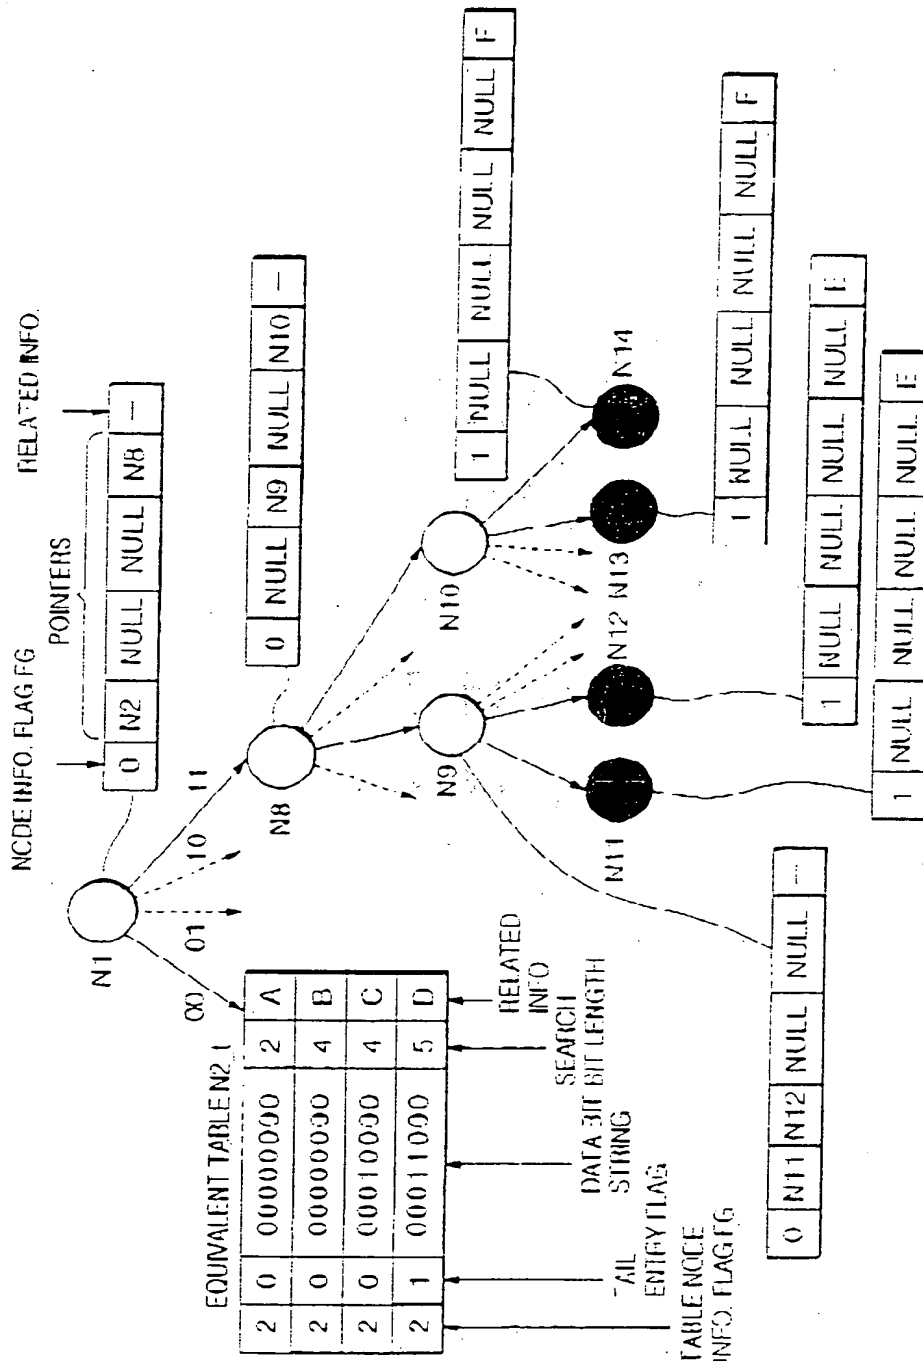 NCDE INFO. FLAG FG
POINTERS
RELATED INFO.
0 N2 NULL NULL N8 —
N1
00
01
10
11
0 NULL N9 NULL N10 —
N8
EQUIVALENT TABLE N2_t
2 0 00000000 2 A
2 0 00000000 4 B
2 0 00010000 4 C
2 1 00011000 5 D
RELATED
INFO
SEARCH
BIT LENGTH
DATA BIT
STRING
TAIL
ENTRY FLAG
TABLE NODE
INFO. FLAG FG
N9
N10
1 NULL NULL NULL NULL F
N11
N12
N13
N14
1 NULL NULL NULL NULL F
0 N11 N12 NULL NULL —
1 NULL NULL NULL NULL E
1 NULL NULL NULL NULL E